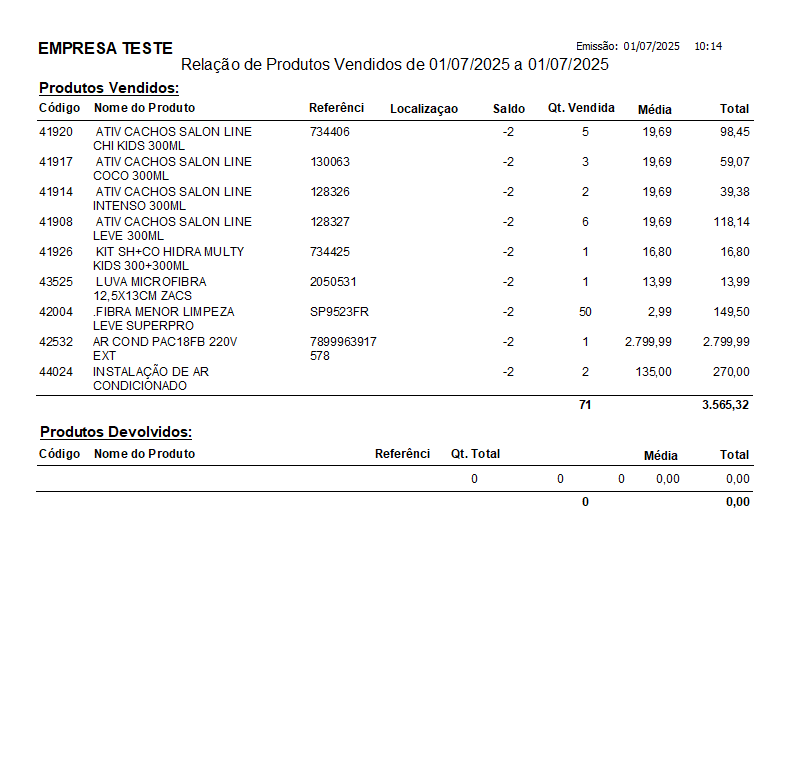 EMPRESA TESTE Emissão: 01/07/2025 10:14
Relação de Produtos Vendidos de 01/07/2025 a 01/07/2025
Produtos Vendidos:
Código Nome do Produto Referênci Localizaçao Saldo Qt. Vendida Média Total
41920 ATIV CACHOS SALON LINE 734406 -2 5 19,69 98,45
CHI KIDS 300ML
41917 ATIV CACHOS SALON LINE 130063 -2 3 19,69 59,07
COCO 300ML
41914 ATIV CACHOS SALON LINE 128326 -2 2 19,69 39,38
INTENSO 300ML
41908 ATIV CACHOS SALON LINE 128327 -2 6 19,69 118,14
LEVE 300ML
41926 KIT SH+CO HIDRA MULTY 734425 -2 1 16,80 16,80
KIDS 300+300ML
43525 LUVA MICROFIBRA 2050531 -2 1 13,99 13,99
12,5X13CM ZACS
42004 .FIBRA MENOR LIMPEZA SP9523FR -2 50 2,99 149,50
LEVE SUPERPRO
42532 AR COND PAC18FB 220V 7899963917 -2 1 2.799,99 2.799,99
EXT 578
44024 INSTALAÇÃO DE AR -2 2 135,00 270,00
CONDICIONADO
71 3.565,32
Produtos Devolvidos:
Código Nome do Produto Referênci Qt. Total Média Total
0 0 0 0,00 0,00
0 0,00